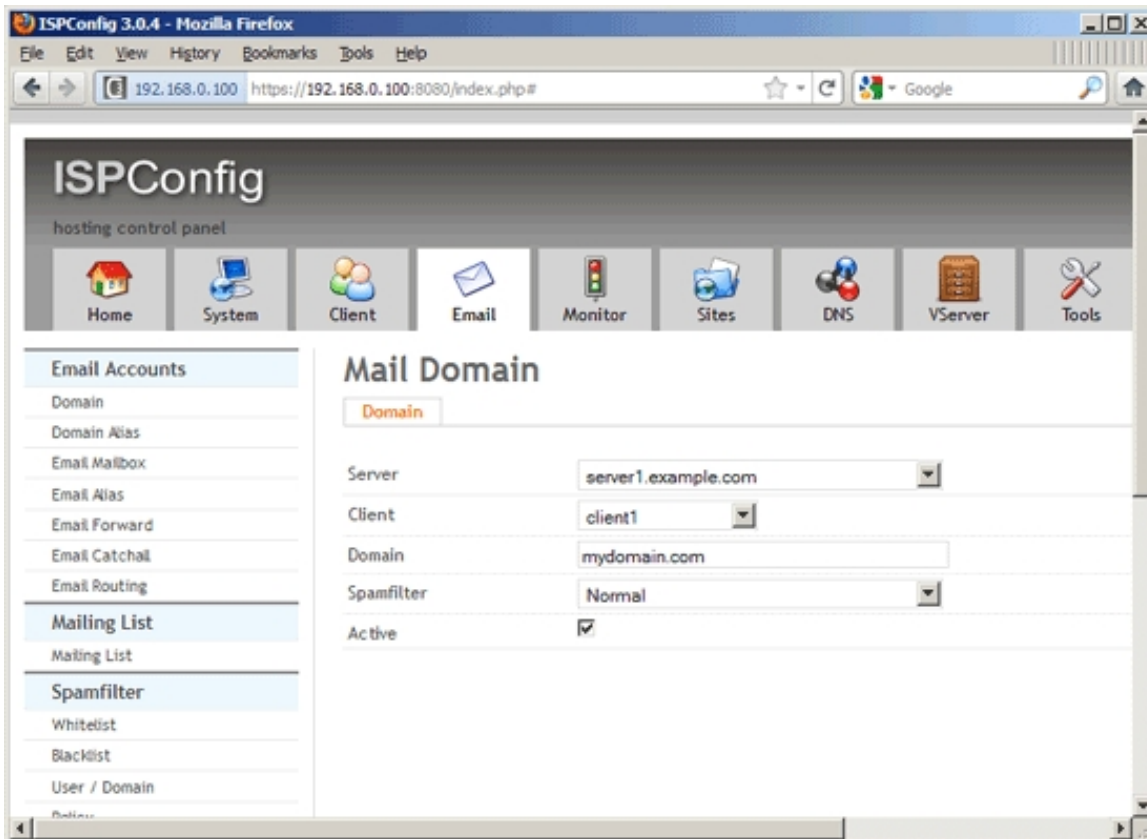 ISPConfig 3.0.4 - Mozilla Firefox
File Edit View History Bookmarks Tools Help
192.168.0.100 https://192.168.0.100:8080/index.php# Google
ISPConfig
hosting control panel
Home System Client Email Monitor Sites DNS VServer Tools
Email Accounts
Domain
Domain Alias
Email Mailbox
Email Alias
Email Forward
Email Catchall
Email Routing
Mailing List
Mailing List
Spamfilter
Whitelist
Blacklist
User / Domain
Policy
Mail Domain
Domain
Server server1.example.com
Client client1
Domain mydomain.com
Spamfilter Normal
Active